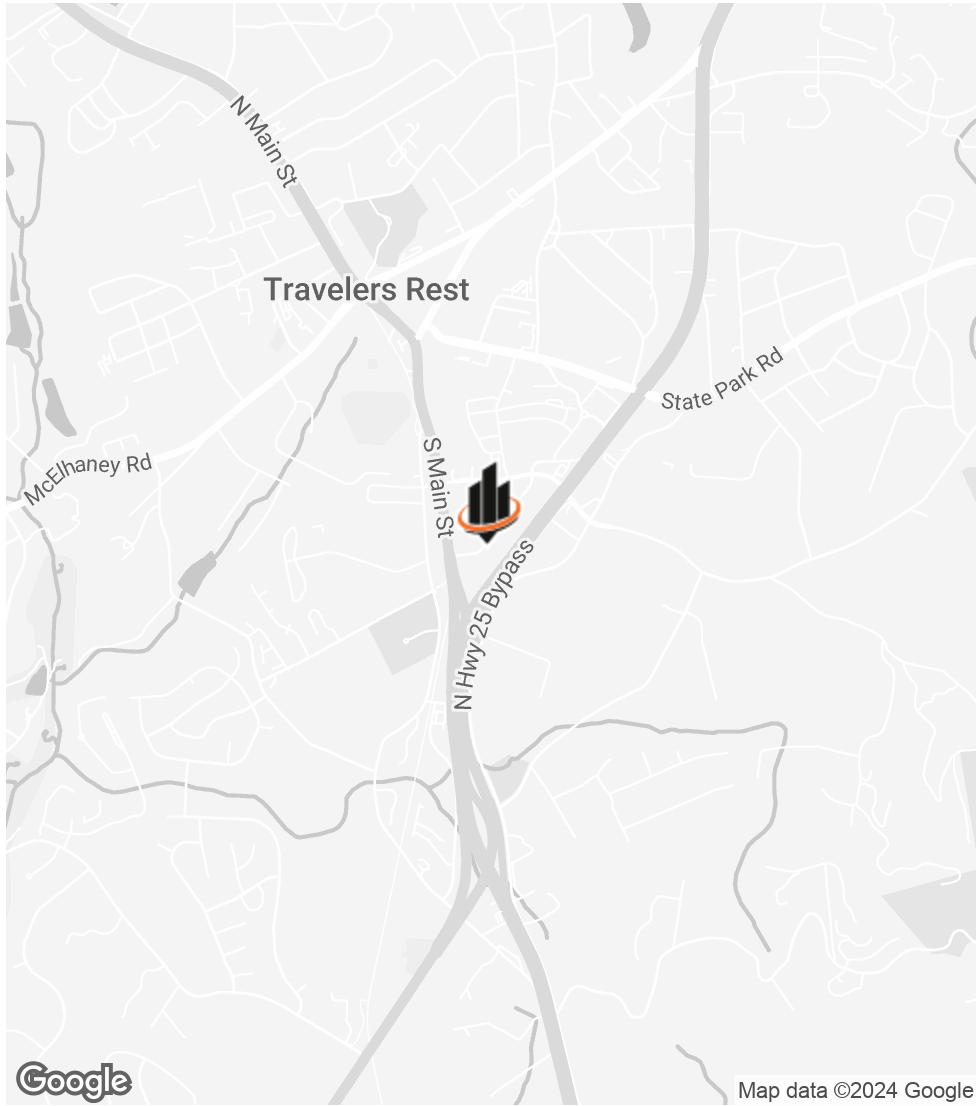 N Main St
Travelers Rest
State Park Rd
McElhaney Rd
S Main St
N Hwy 25 Bypass
Google
Map data ©2024 Google